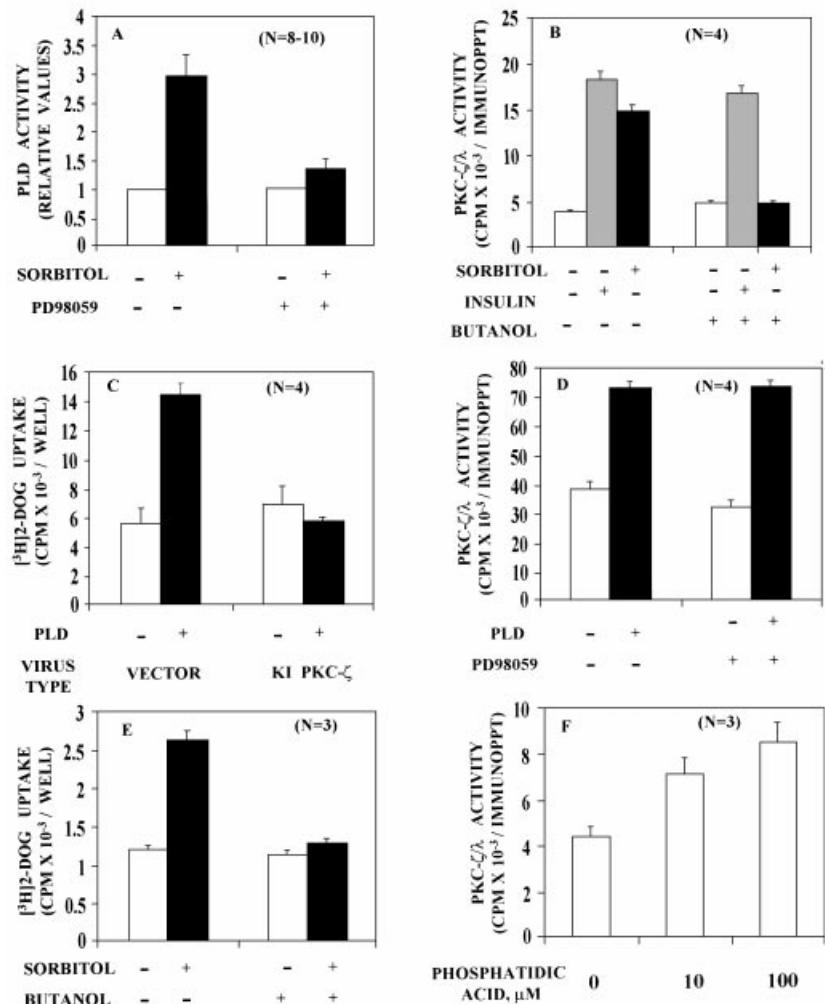 A (N=8-10)
PLD ACTIVITY
(RELATIVE VALUES)
4
3.5
3
2.5
2
1.5
1
0.5
0
SORBITOL - + - +
PD98059 - - + +
B (N=4)
PKC-ζ/λ ACTIVITY
(CPM X 10⁻³ / IMMUNOPPT)
25
20
15
10
5
0
SORBITOL - - + - - +
INSULIN - + - - + -
BUTANOL - - - + + +
C (N=4)
[³H]2-DOG UPTAKE
(CPM X 10⁻³ / WELL)
16
14
12
10
8
6
4
2
0
PLD - + - +
VIRUS TYPE VECTOR KI PKC-ζ
D (N=4)
PKC-ζ/λ ACTIVITY
(CPM X 10⁻³ / IMMUNOPPT)
80
70
60
50
40
30
20
10
0
PLD - + - +
PD98059 - - + +
E (N=3)
[³H]2-DOG UPTAKE
(CPM X 10⁻³ / WELL)
3
2.5
2
1.5
1
0.5
0
SORBITOL - + - +
BUTANOL - - + +
F (N=3)
PKC-ζ/λ ACTIVITY
(CPM X 10⁻³ / IMMUNOPPT)
10
8
6
4
2
0
PHOSPHATIDIC 0 10 100
ACID, μM